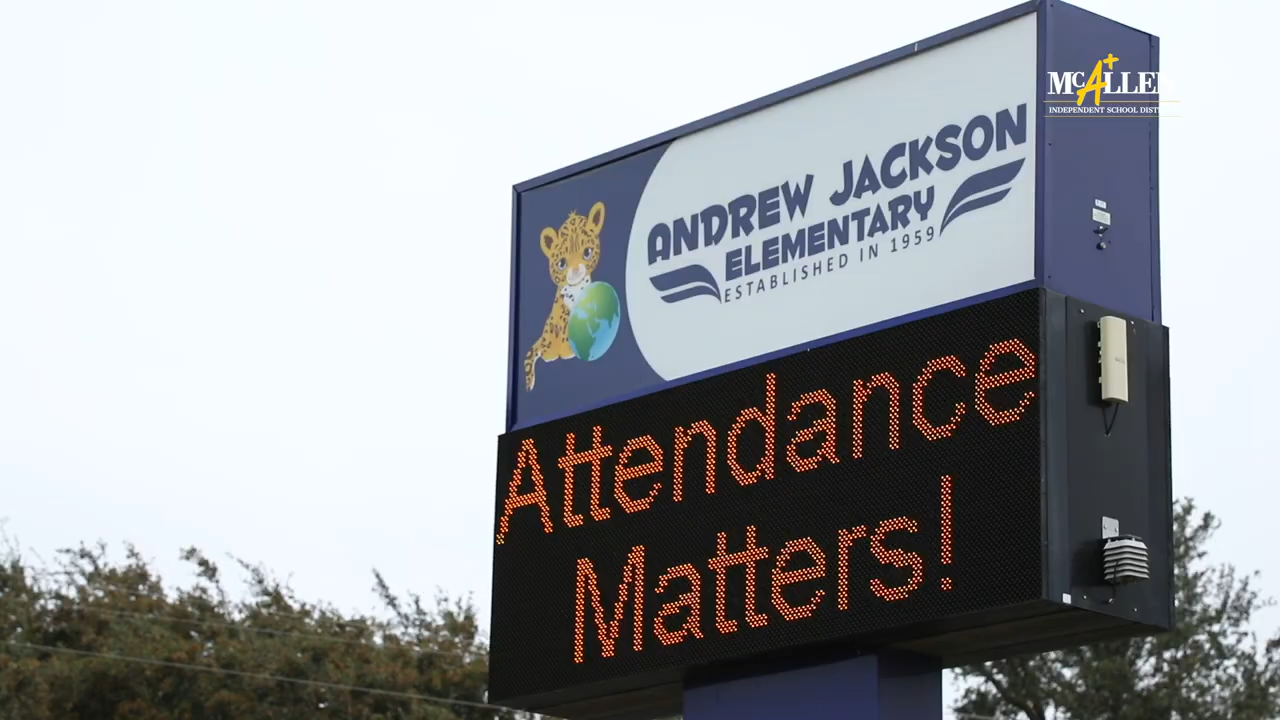 MCALLEN
INDEPENDENT SCHOOL DIST
ANDREW JACKSON
ELEMENTARY
ESTABLISHED IN 1959
Attendance
Matters!